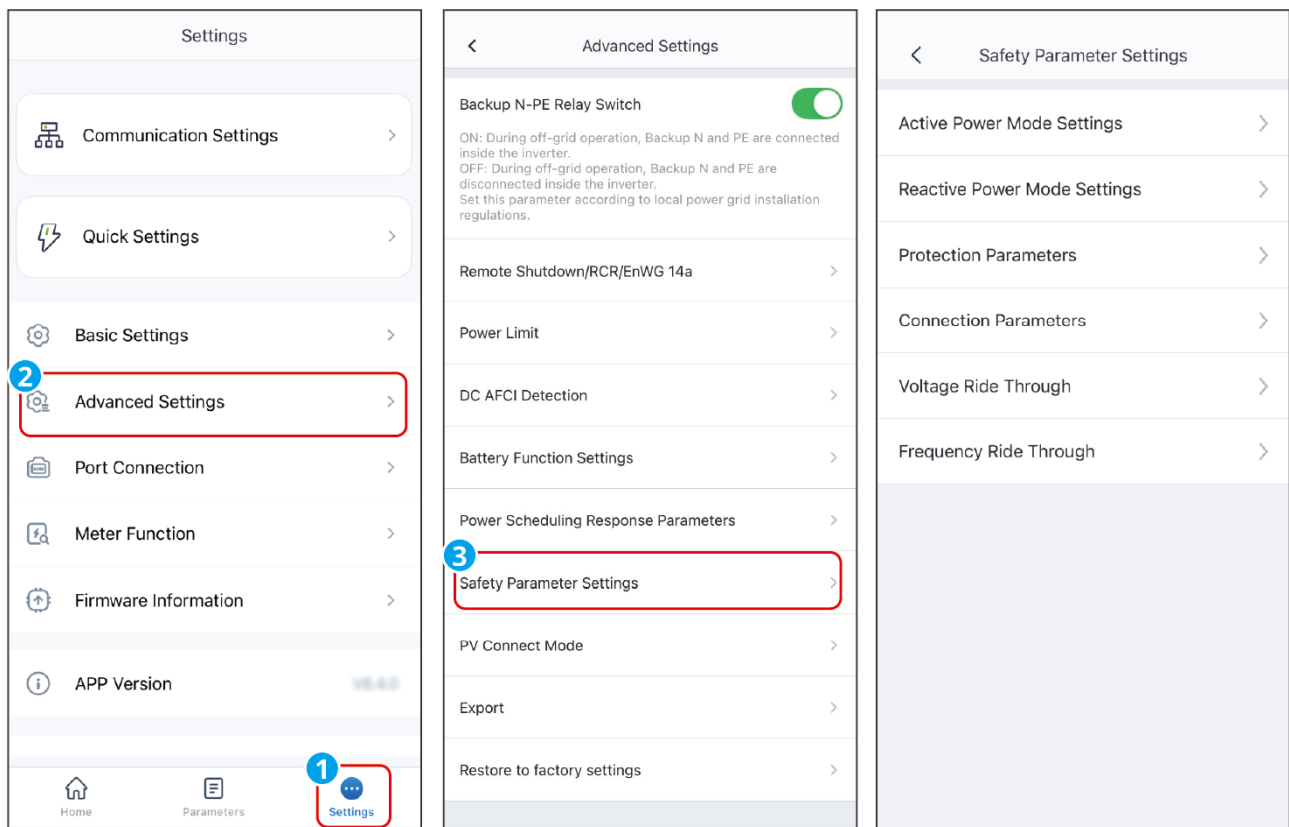 Settings
Communication Settings
Quick Settings
Basic Settings
2
Advanced Settings
Port Connection
Meter Function
Firmware Information
APP Version
1
Home
Parameters
Settings
Advanced Settings
Backup N-PE Relay Switch
ON: During off-grid operation, Backup N and PE are connected
inside the inverter.
OFF: During off-grid operation, Backup N and PE are
disconnected inside the inverter.
Set this parameter according to local power grid installation
regulations.
Remote Shutdown/RCR/EnWG 14a
Power Limit
DC AFCI Detection
Battery Function Settings
Power Scheduling Response Parameters
3
Safety Parameter Settings
PV Connect Mode
Export
Restore to factory settings
Safety Parameter Settings
Active Power Mode Settings
Reactive Power Mode Settings
Protection Parameters
Connection Parameters
Voltage Ride Through
Frequency Ride Through